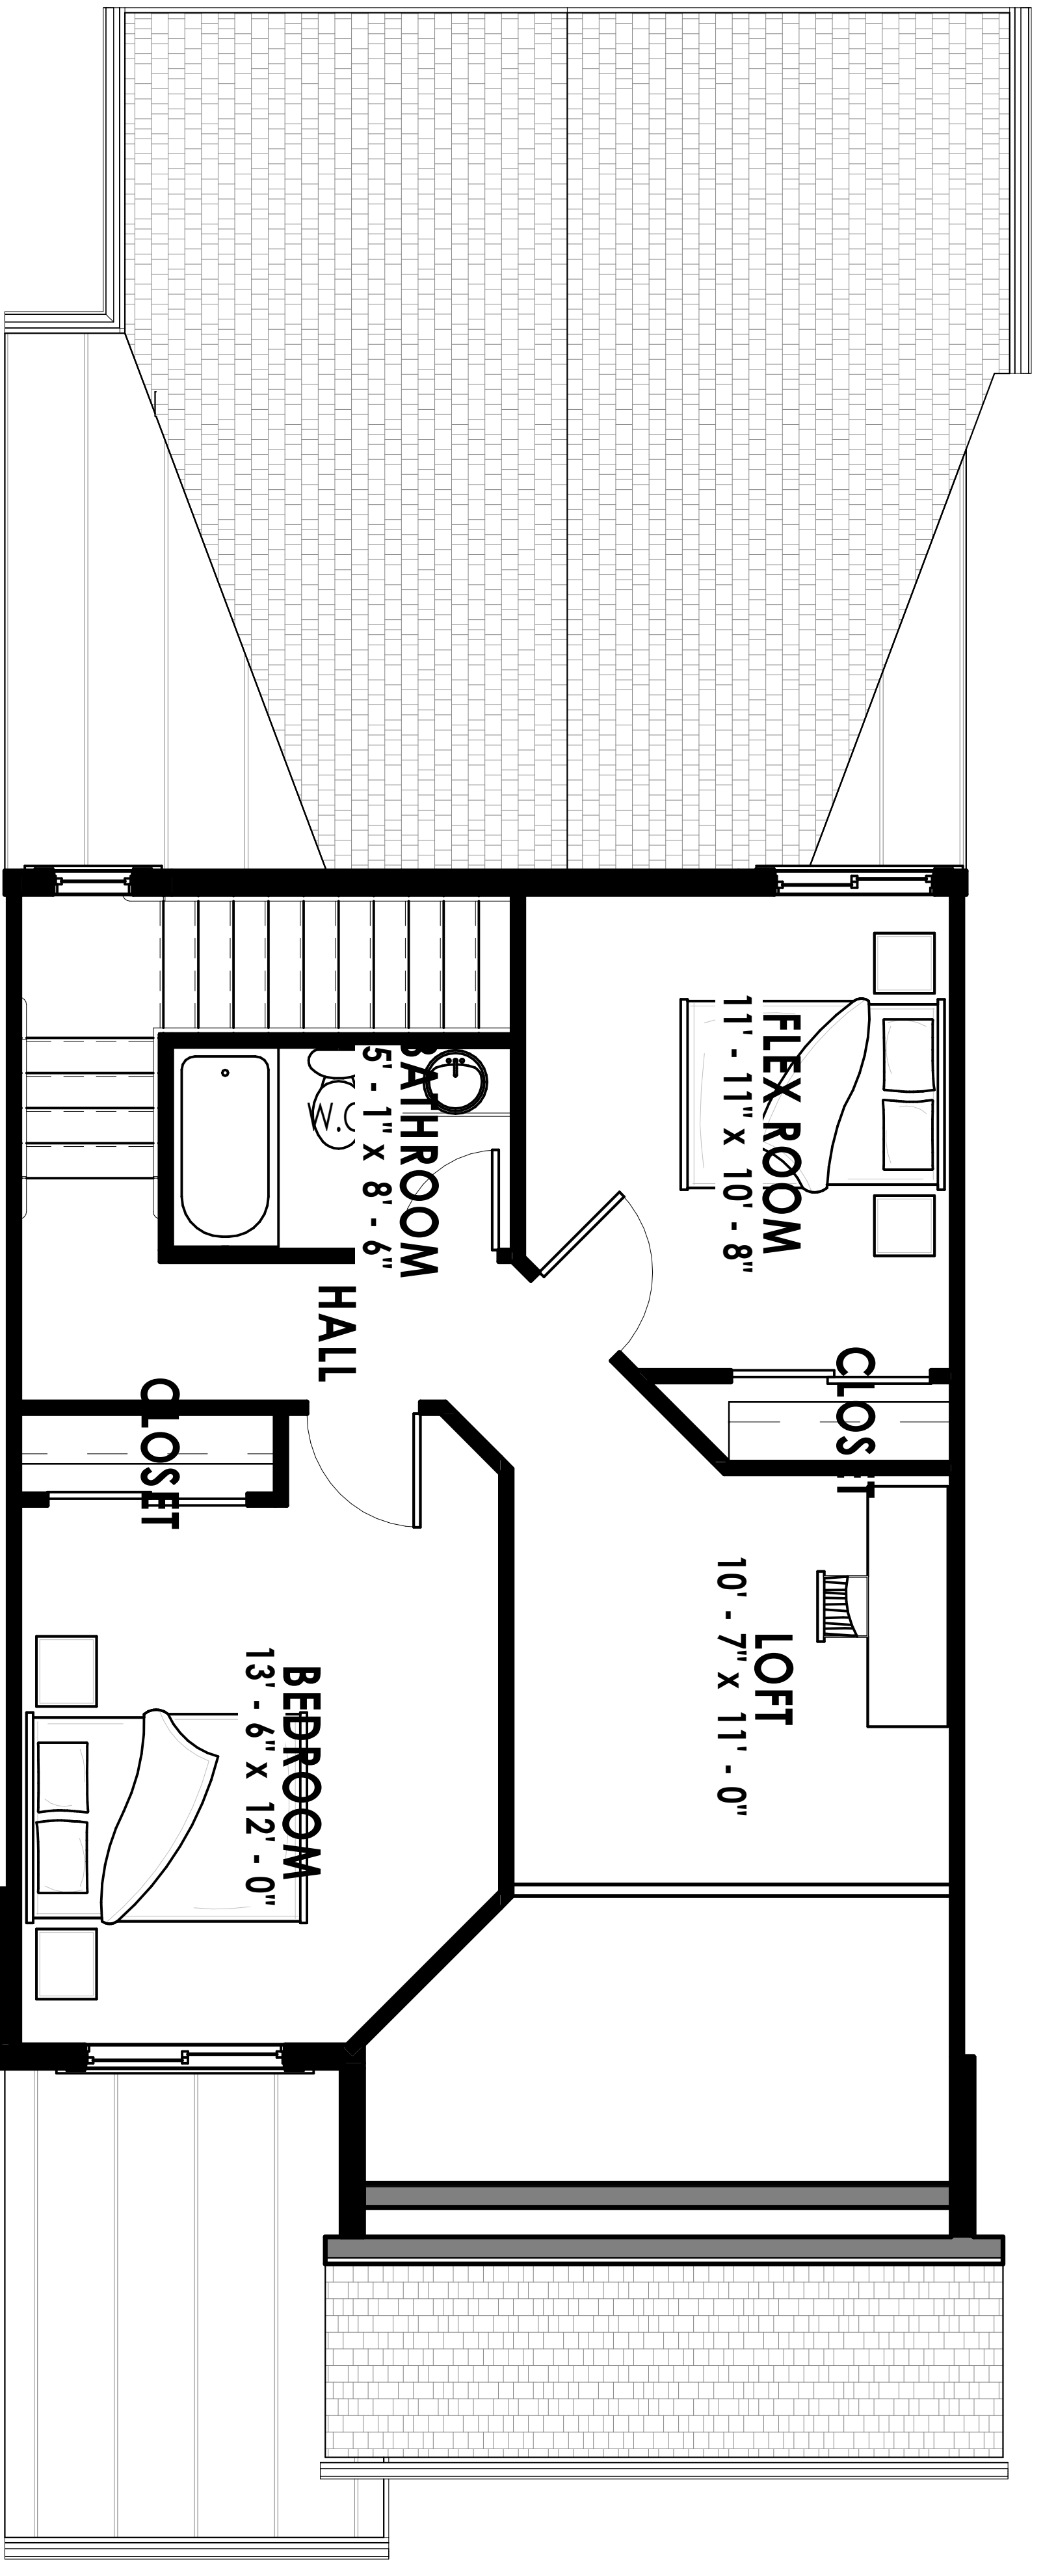 FLEX ROOM
11' - 11" x 10' - 8"
BATHROOM
5' - 1" x 8' - 6"
W.C
HALL
CLOSET
CLOSET
LOFT
10' - 7" x 11' - 0"
BEDROOM
13' - 6" x 12' - 0"